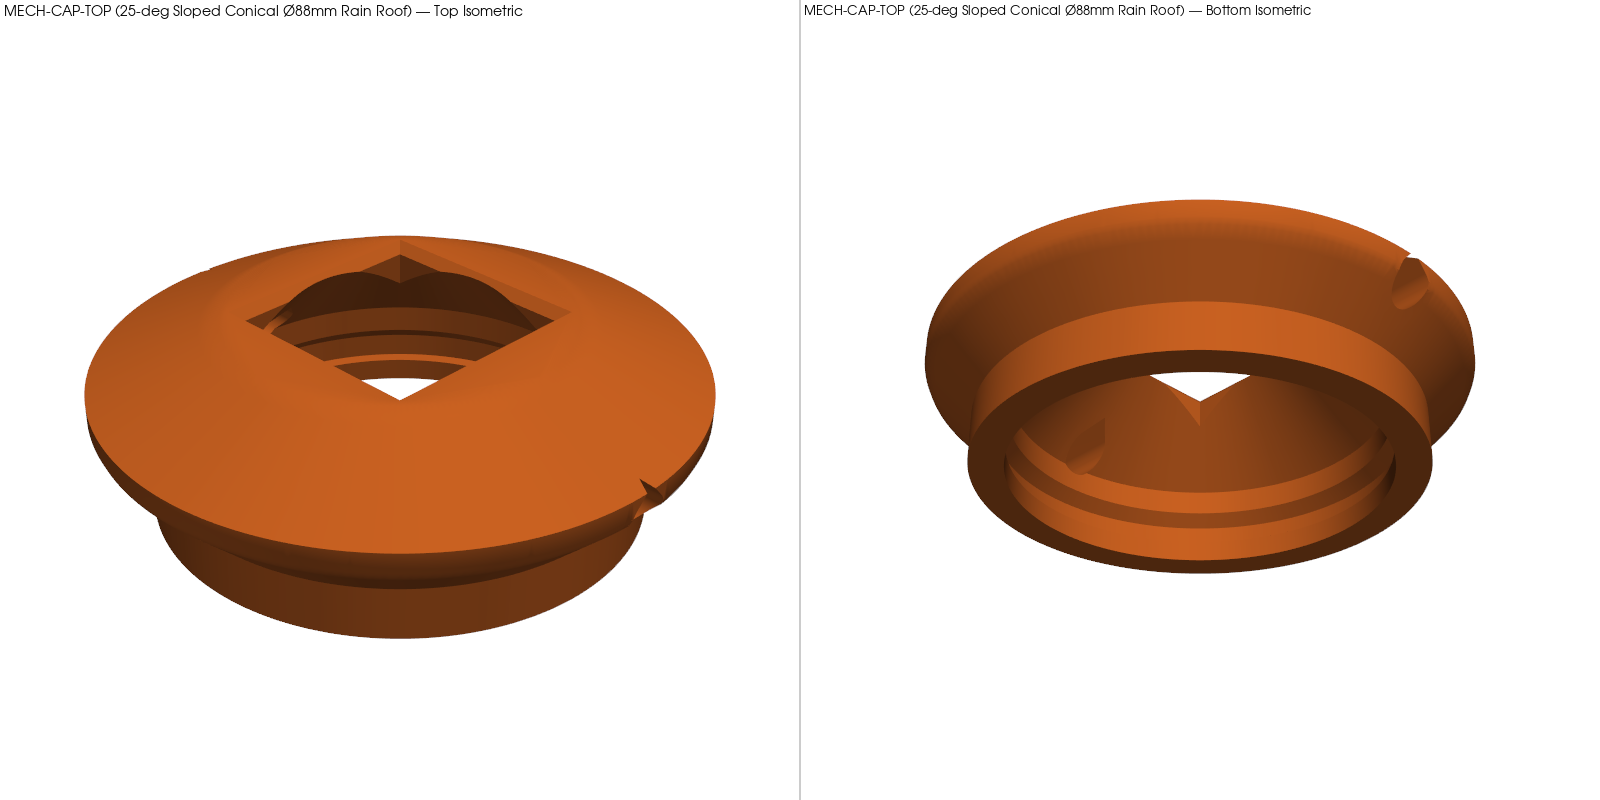 MECH-CAP-TOP (25-deg Sloped Conical Ø88mm Rain Roof) — Top Isometric
MECH-CAP-TOP (25-deg Sloped Conical Ø88mm Rain Roof) — Bottom Isometric